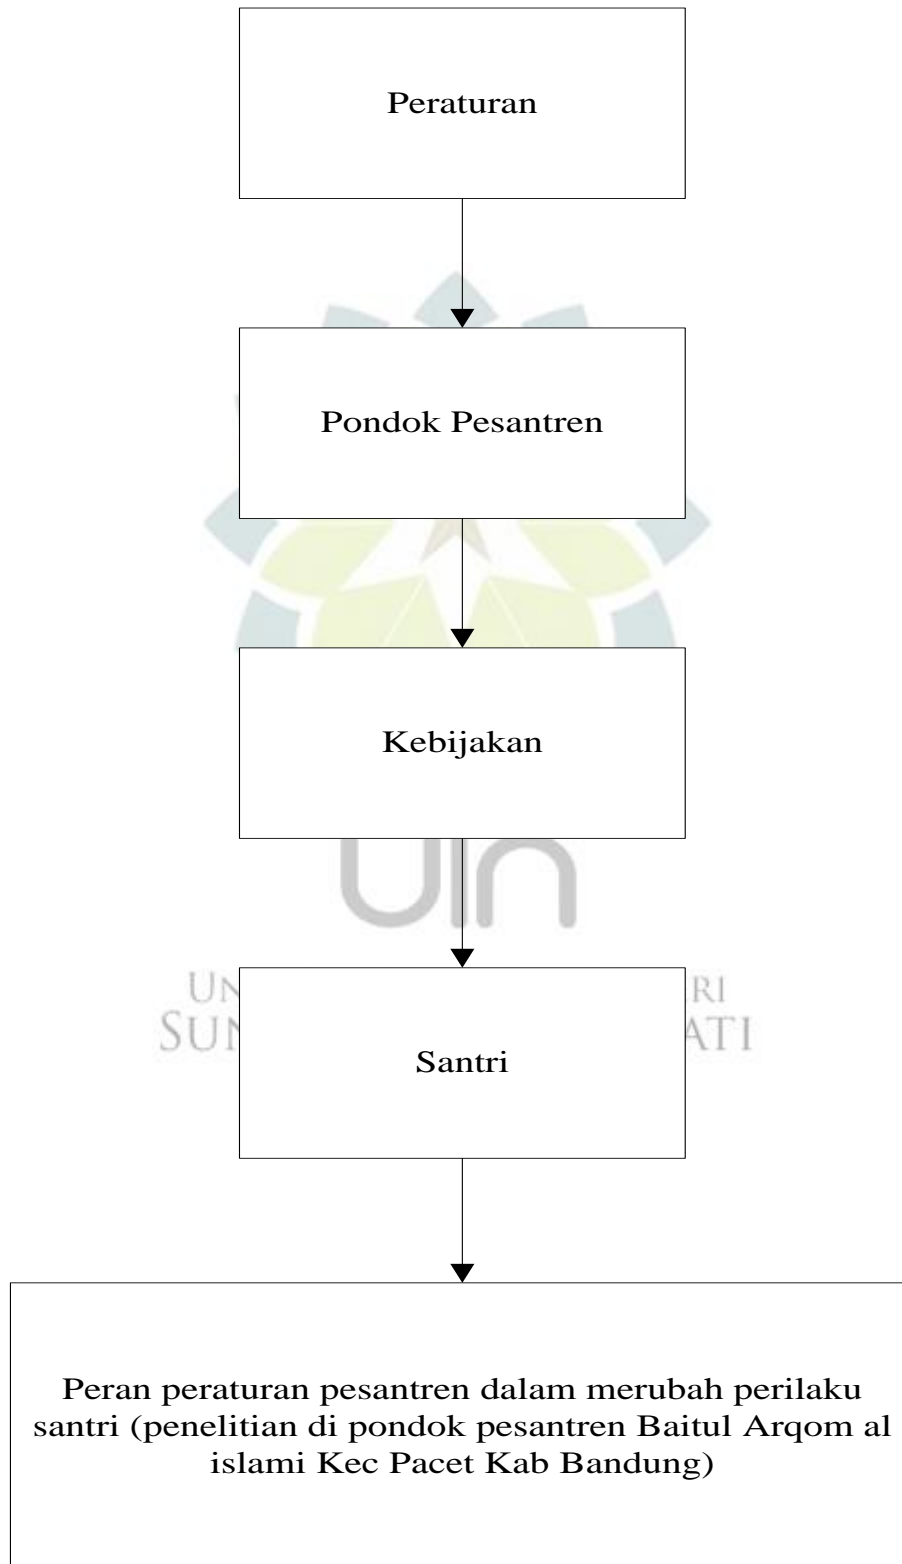 Peraturan
Pondok Pesantren
Kebijakan
uin
Santri
Peran peraturan pesantren dalam merubah perilaku
santri (penelitian di pondok pesantren Baitul Arqom al
islami Kec Pacet Kab Bandung)